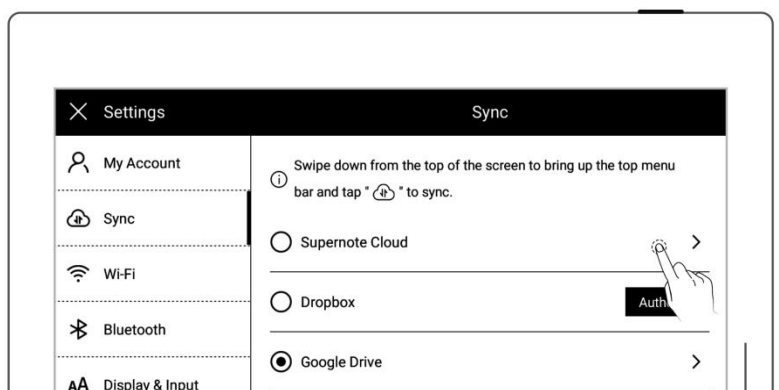 Settings
Sync
My Account
Sync
Wi-Fi
Bluetooth
AA Display & Input
Swipe down from the top of the screen to bring up the top menu
bar and tap " " to sync.
Supernote Cloud
Dropbox
Google Drive